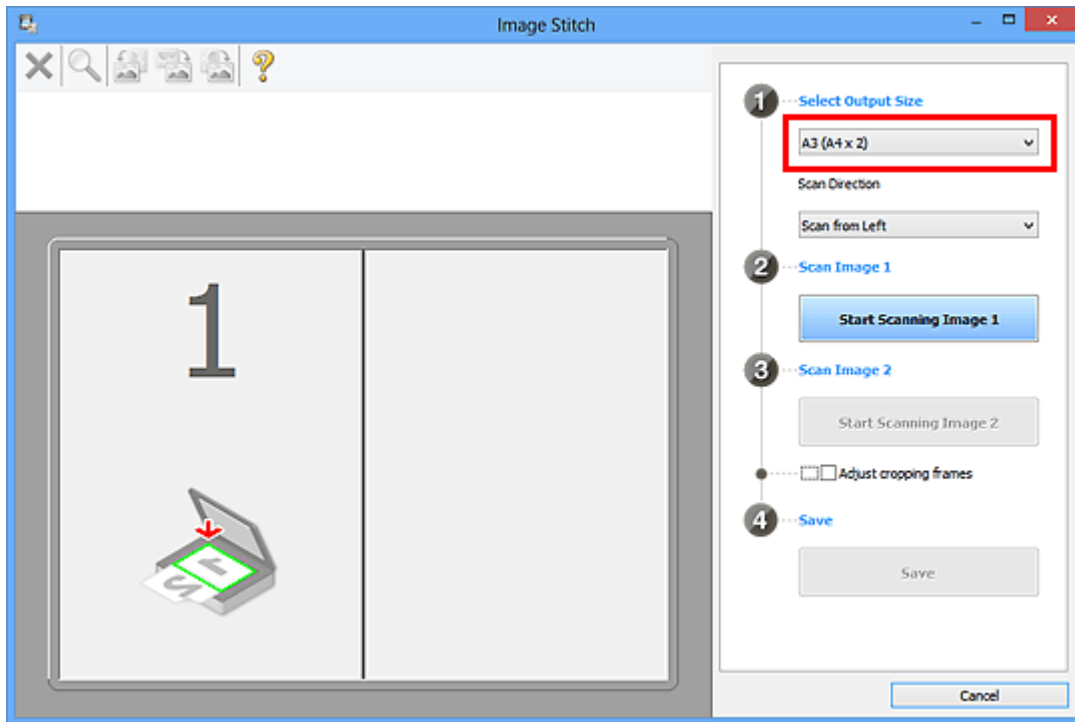 Image Stitch
1 Select Output Size
A3 (A4 x 2)
Scan Direction
Scan from Left
2 Scan Image 1
Start Scanning Image 1
3 Scan Image 2
Start Scanning Image 2
Adjust cropping frames
4 Save
Save
Cancel
1
1
2